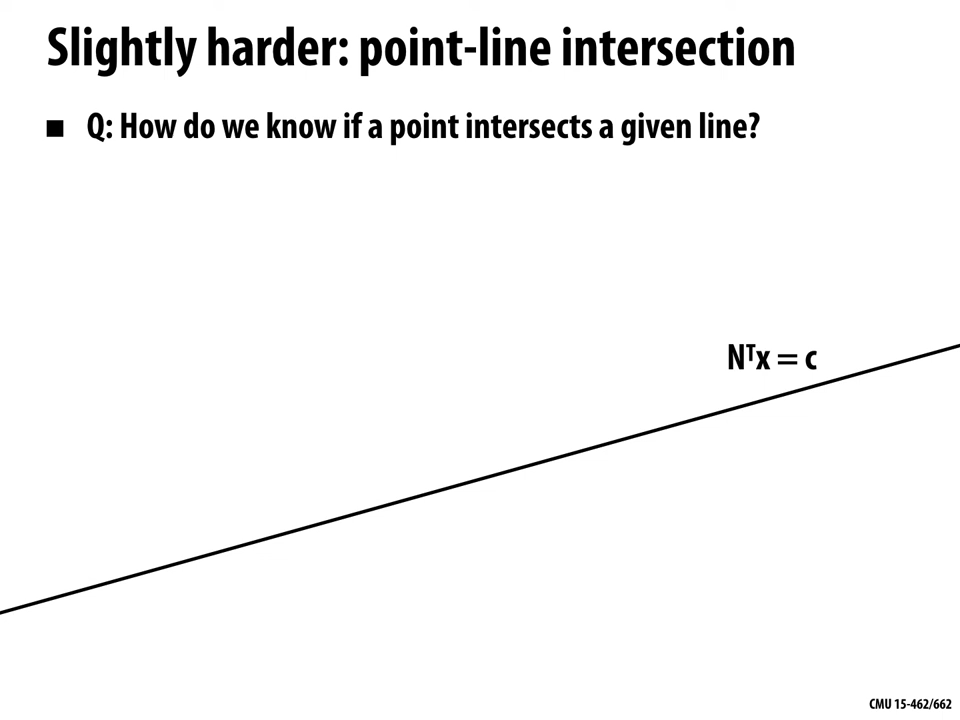 Slightly harder: point-line intersection
■ Q: How do we know if a point intersects a given line?
Nᵀx = c
CMU 15-462/662